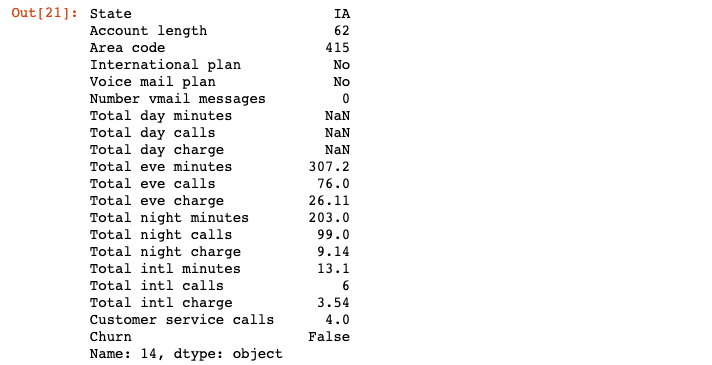 Out[21]: State IA
Account length 62
Area code 415
International plan No
Voice mail plan No
Number vmail messages 0
Total day minutes NaN
Total day calls NaN
Total day charge NaN
Total eve minutes 307.2
Total eve calls 76.0
Total eve charge 26.11
Total night minutes 203.0
Total night calls 99.0
Total night charge 9.14
Total intl minutes 13.1
Total intl calls 6
Total intl charge 3.54
Customer service calls 4.0
Churn False
Name: 14, dtype: object